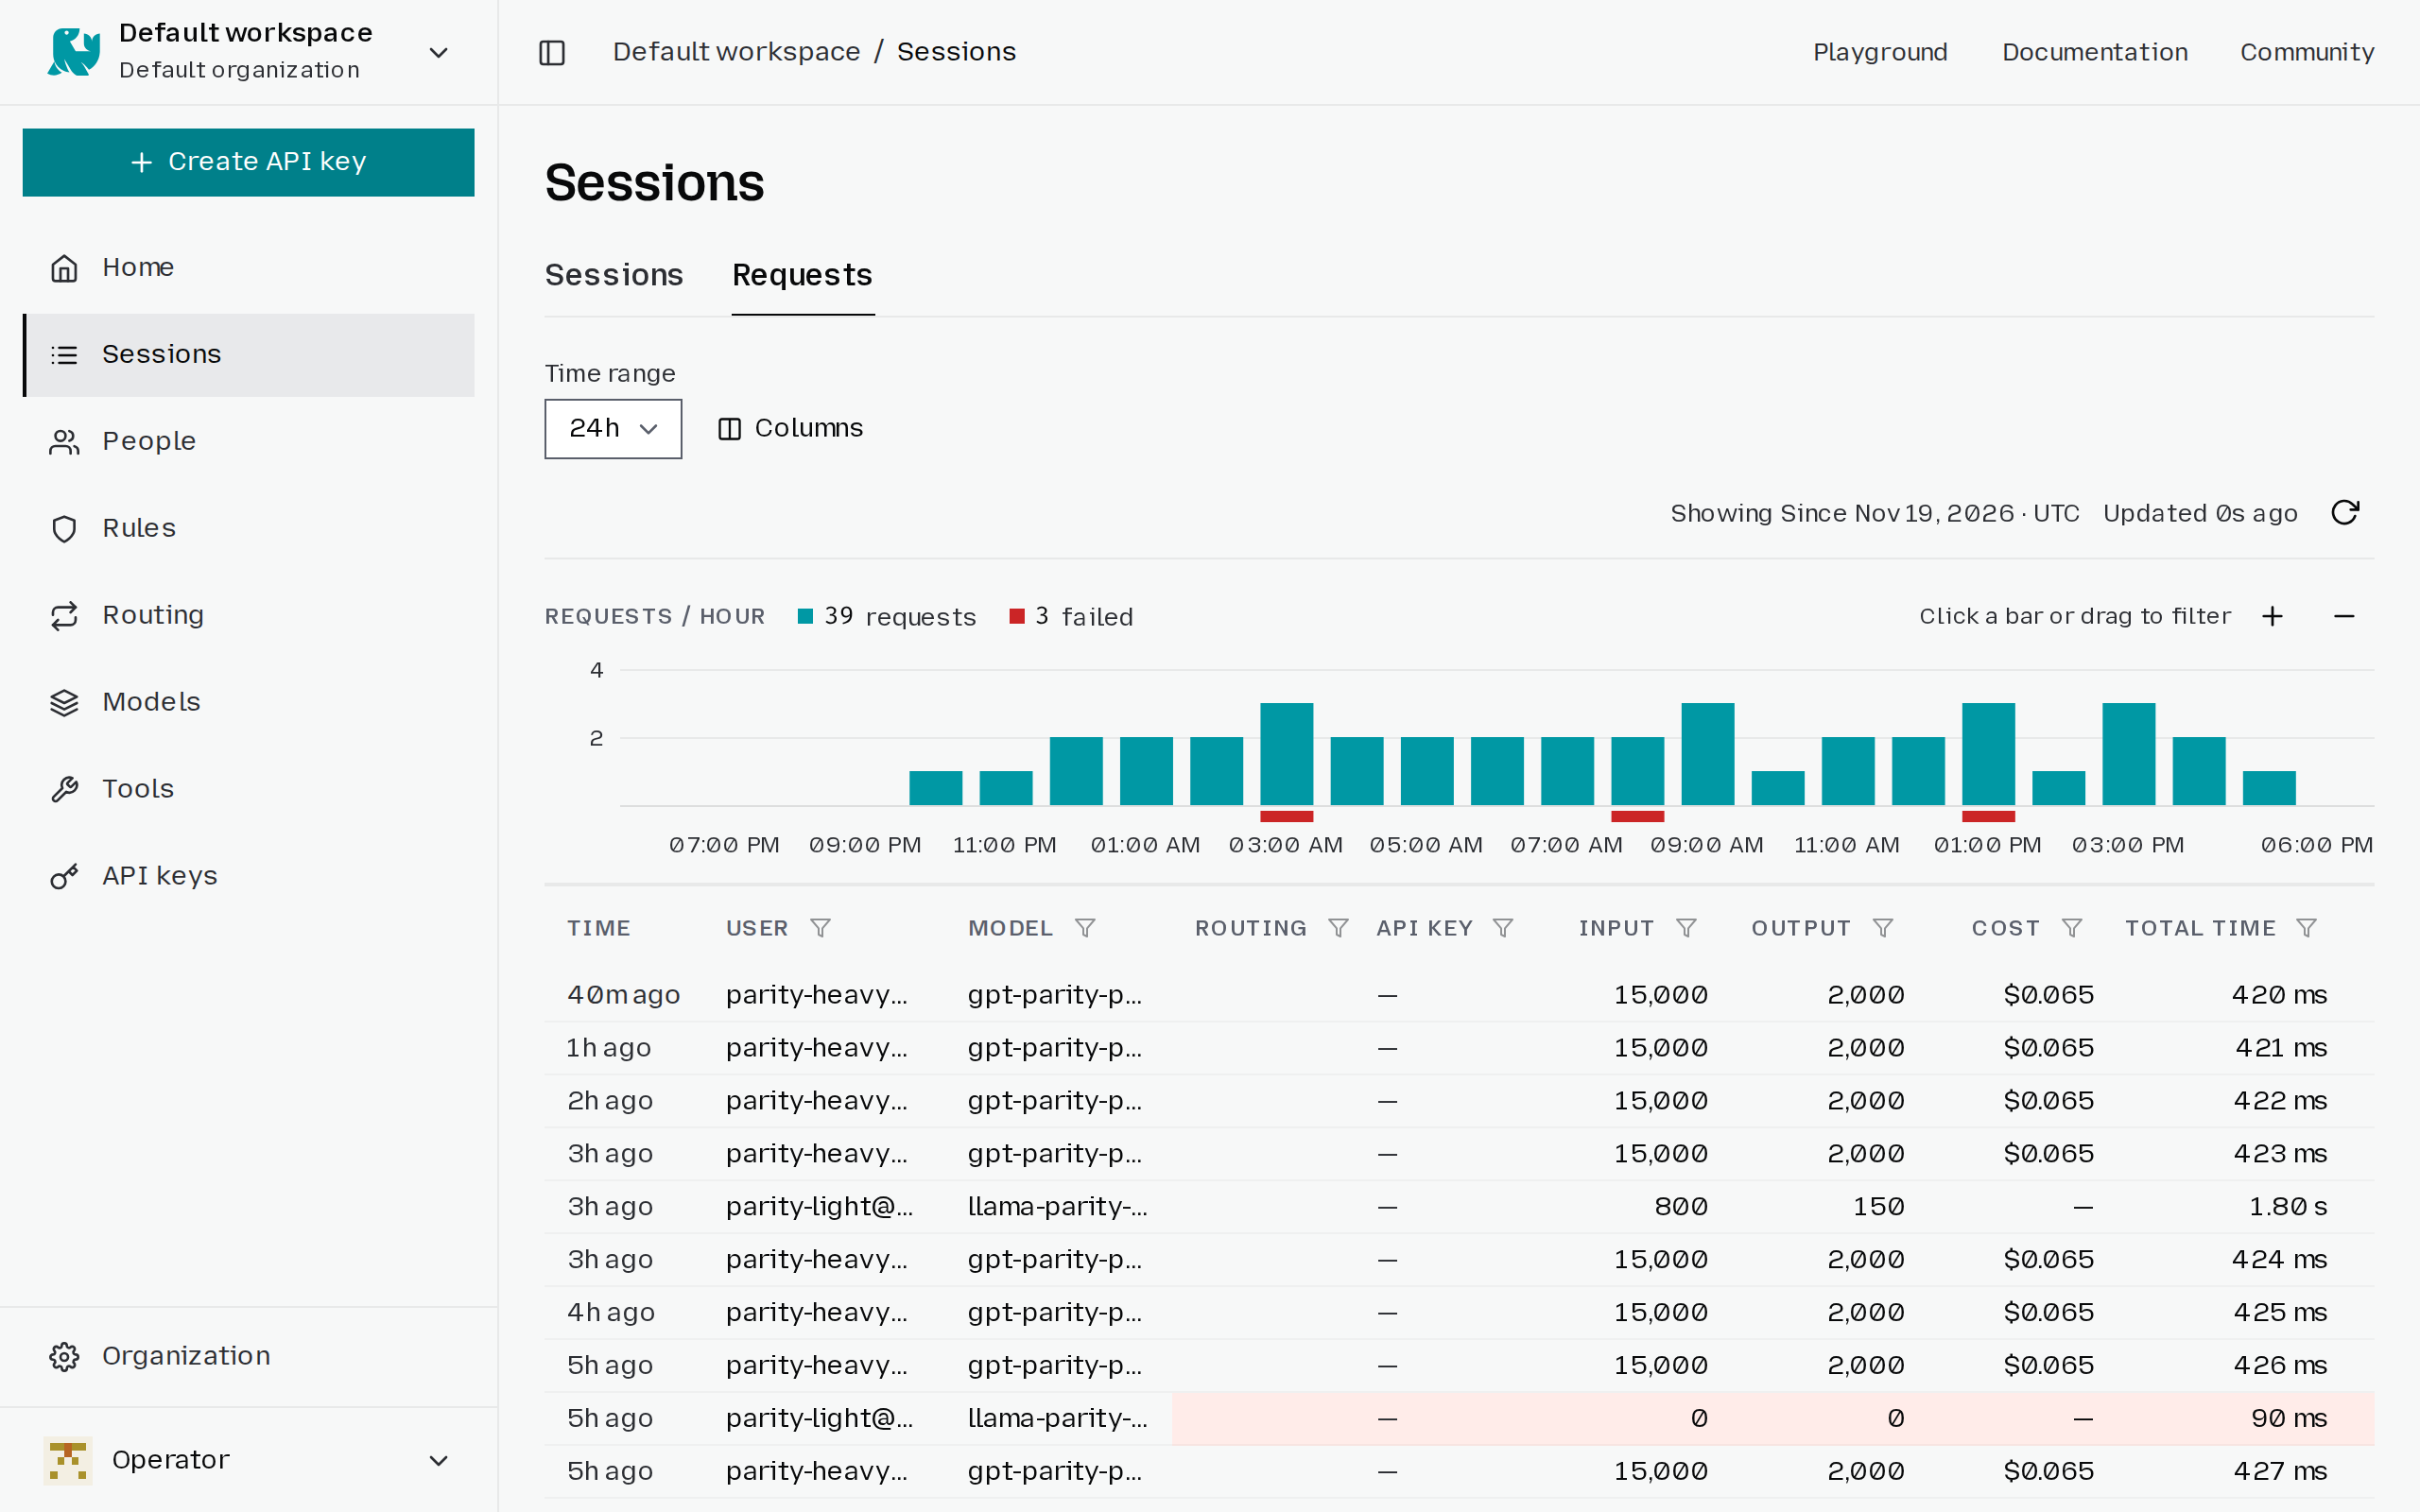 Default workspace
Default organization
Default workspace / Sessions
Playground Documentation Community
Create API key
Home
Sessions
People
Rules
Routing
Models
Tools
API keys
Organization
Operator
Sessions
Sessions Requests
Time range
24h Columns
Showing Since Nov 19, 2026 · UTC Updated 0s ago
REQUESTS / HOUR 39 requests 3 failed Click a bar or drag to filter
4
2
07:00 PM 09:00 PM 11:00 PM 01:00 AM 03:00 AM 05:00 AM 07:00 AM 09:00 AM 11:00 AM 01:00 PM 03:00 PM 06:00 PM
TIME USER MODEL ROUTING API KEY INPUT OUTPUT COST TOTAL TIME
40m ago parity-heavy... gpt-parity-p... — 15,000 2,000 $0.065 420 ms
1h ago parity-heavy... gpt-parity-p... — 15,000 2,000 $0.065 421 ms
2h ago parity-heavy... gpt-parity-p... — 15,000 2,000 $0.065 422 ms
3h ago parity-heavy... gpt-parity-p... — 15,000 2,000 $0.065 423 ms
3h ago parity-light@... llama-parity-... — 800 150 — 1.80 s
3h ago parity-heavy... gpt-parity-p... — 15,000 2,000 $0.065 424 ms
4h ago parity-heavy... gpt-parity-p... — 15,000 2,000 $0.065 425 ms
5h ago parity-heavy... gpt-parity-p... — 15,000 2,000 $0.065 426 ms
5h ago parity-light@... llama-parity-... — 0 0 — 90 ms
5h ago parity-heavy... gpt-parity-p... — 15,000 2,000 $0.065 427 ms